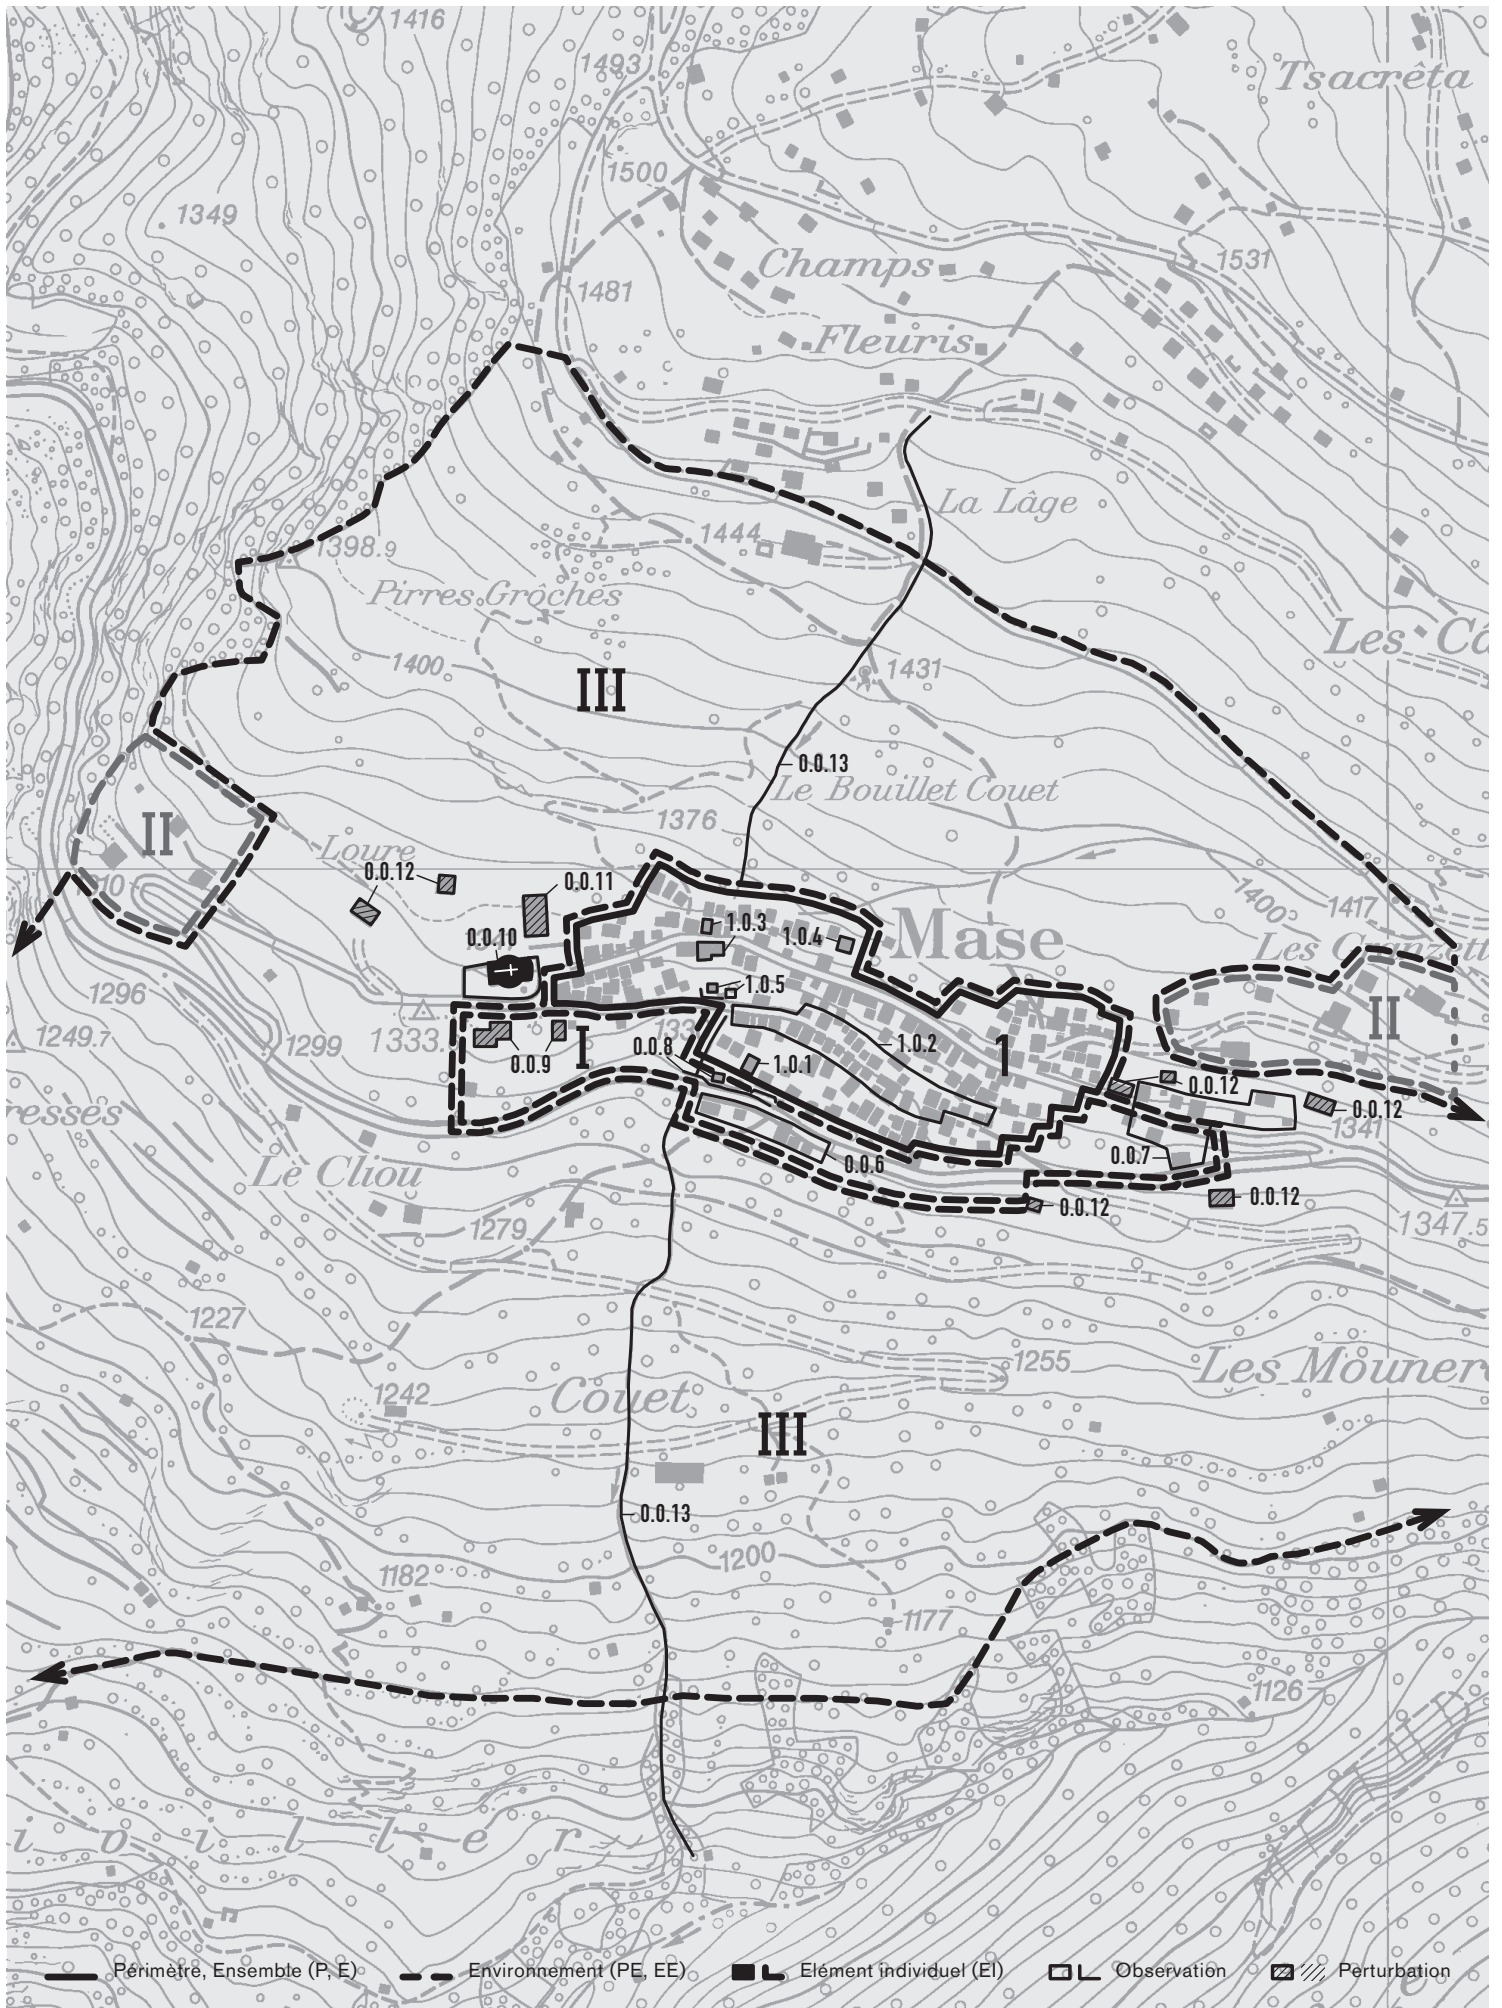 1416
1493
Tsacrêta
1500
1349
Champs
1531
1481
Fleuris
La Lâge
1444
1398.9
Pirres Grôches
Les Câ
1400
1431
III
0.0.13
Le Bouillet Couet
1376
II
Loure
0.0.12
0.0.11
1400
1417
1.0.3
Mase
0.0.10
1.0.4
Les Granzett
1296
1.0.5
II
1249.7
1299
1333.
I
133
0.0.8
1.0.2
1
0.0.9
1.0.1
0.0.12
0.0.12
resses
1341
0.0.7
0.0.6
Le Cliou
0.0.12
0.0.12
1279
1347.5
1227
1255
Les Mouner
1242
Couet
III
0.0.13
1200
1182
1177
1126
i o i l l e r
Périmètre, Ensemble (P, E) Environnement (PE, EE) Elément individuel (EI) Observation Perturbation